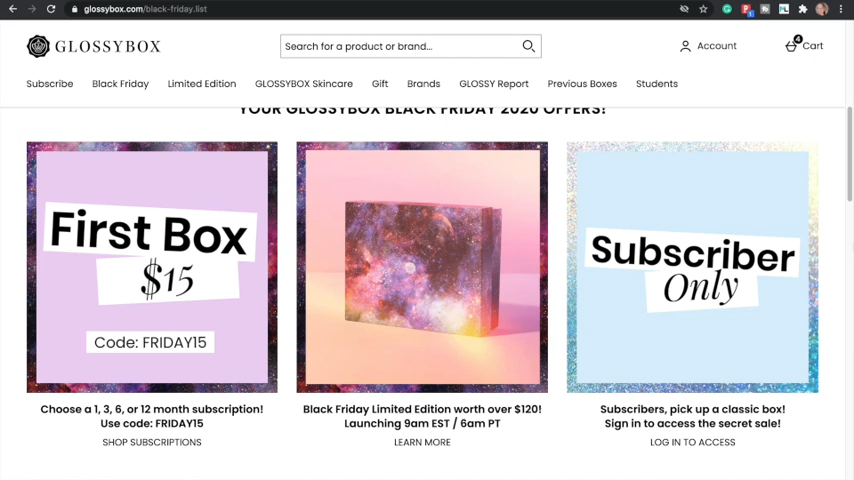 glossybox.com/black-friday.list
GLOSSYBOX
Search for a product or brand...
Account
4
Cart
Subscribe
Black Friday
Limited Edition
GLOSSYBOX Skincare
Gift
Brands
GLOSSY Report
Previous Boxes
Students
YOUR GLOSSYBOX BLACK FRIDAY 2020 OFFERS!
First Box
$15
Code: FRIDAY15
Choose a 1, 3, 6, or 12 month subscription!
Use code: FRIDAY15
SHOP SUBSCRIPTIONS
Black Friday Limited Edition worth over $120!
Launching 9am EST / 6am PT
LEARN MORE
Subscriber
Only
Subscribers, pick up a classic box!
Sign in to access the secret sale!
LOG IN TO ACCESS